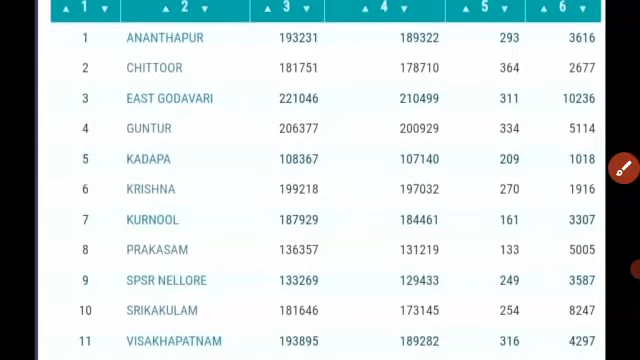 1 2 3 4 5 6
1 ANANTHAPUR 193231 189322 293 3616
2 CHITTOOR 181751 178710 364 2677
3 EAST GODAVARI 221046 210499 311 10236
4 GUNTUR 206377 200929 334 5114
5 KADAPA 108367 107140 209 1018
6 KRISHNA 199218 197032 270 1916
7 KURNOOL 187929 184461 161 3307
8 PRAKASAM 136357 131219 133 5005
9 SPSR NELLORE 133269 129433 249 3587
10 SRIKAKULAM 181646 173145 254 8247
11 VISAKHAPATNAM 193895 189282 316 4297